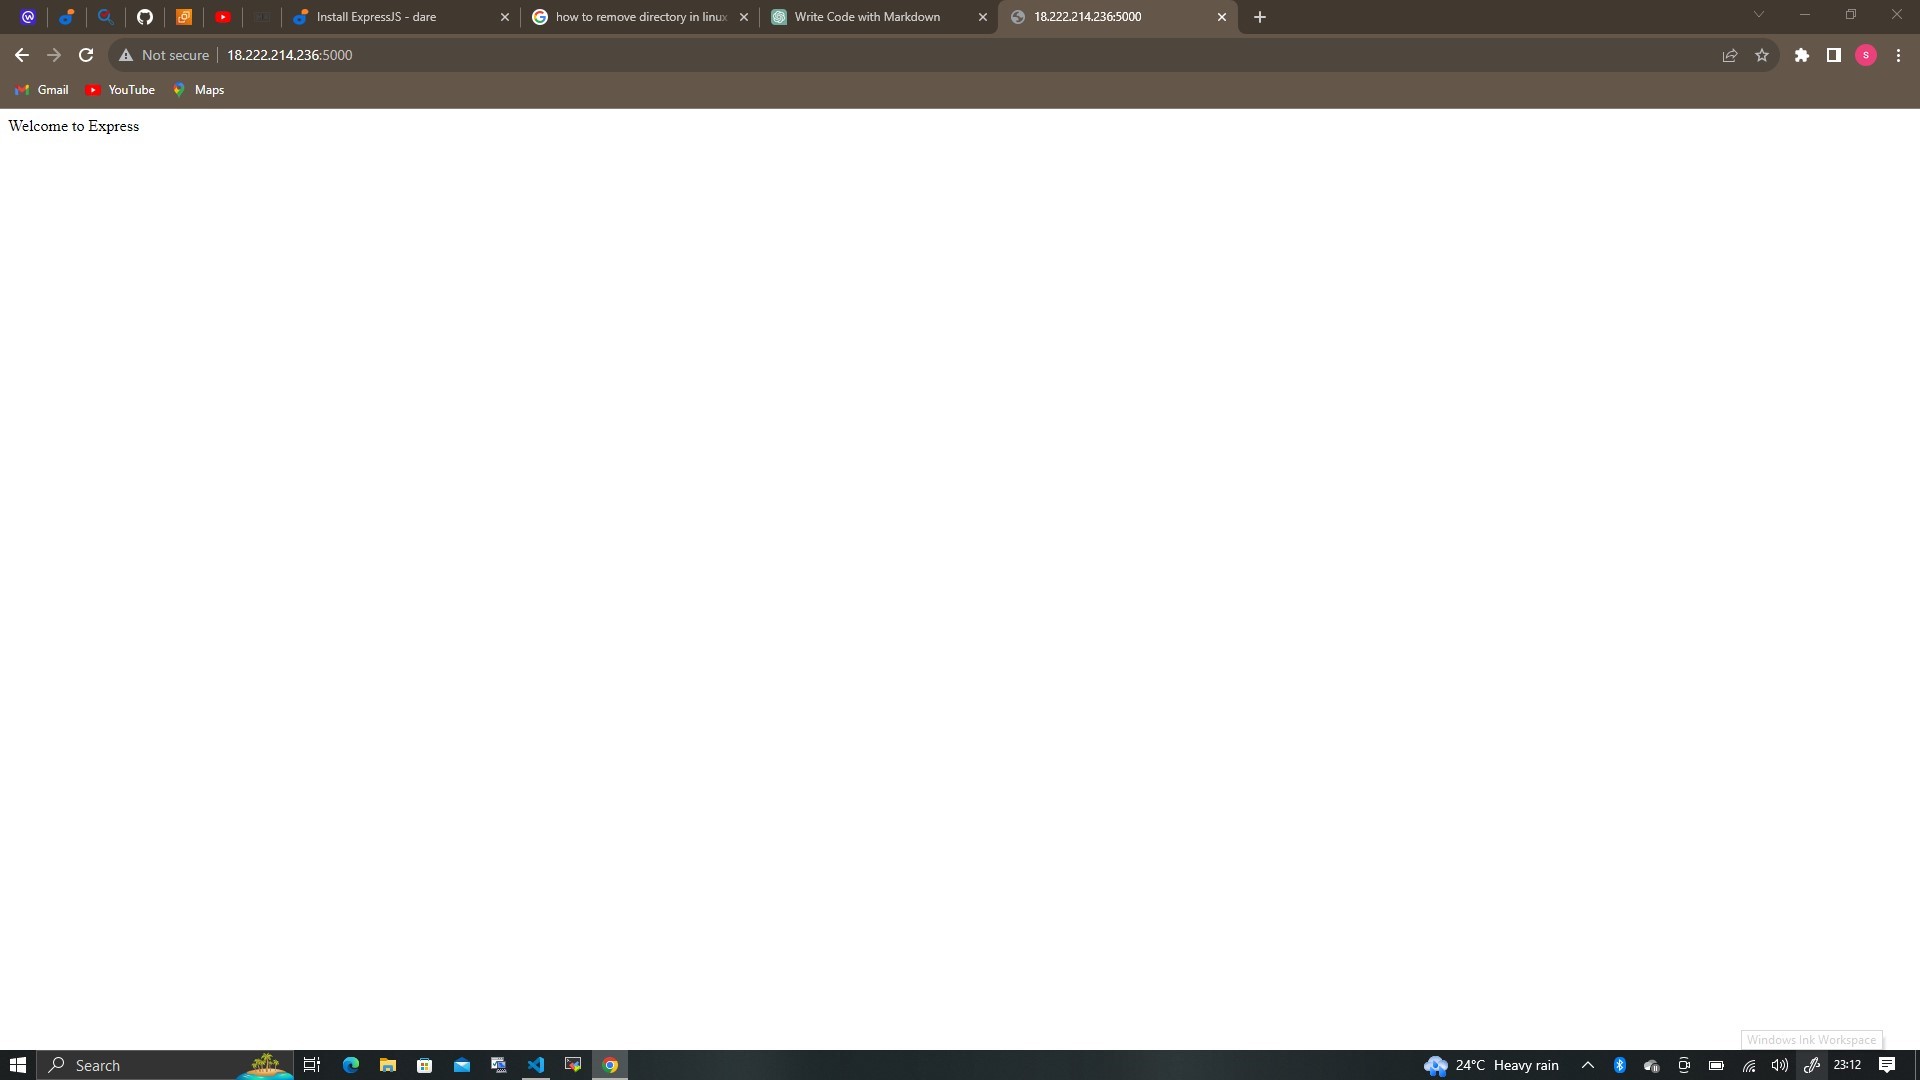 Install ExpressJS - dare
how to remove directory in linux
Write Code with Markdown
18.222.214.236:5000
Not secure
18.222.214.236:5000
S
Gmail
YouTube
Maps
Welcome to Express
Windows Ink Workspace
Search
24°C Heavy rain
23:12